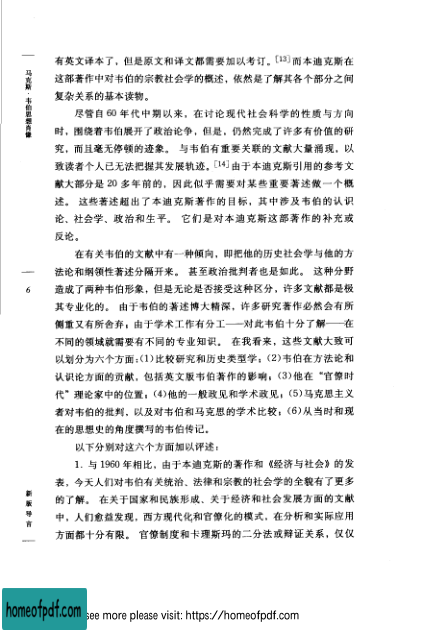 有英文译本了，但是原文和译文都需要加以考订。[13]而本迪克斯在
这部著作中对韦伯的宗教社会学的概述，依然是了解其各个部分之间
复杂关系的基本读物。
尽管自 60 年代中期以来，在讨论现代社会科学的性质与方向
时，围绕着韦伯展开了政治论争，但是，仍然完成了许多有价值的研
究，而且毫无停顿的迹象。 与韦伯有重要关联的文献大量涌现，以
致读者个人已无法把握其发展轨迹。[14]由于本迪克斯引用的参考文
献大部分是 20 多年前的，因此似乎需要对某些重要著述做一个概
述。 这些著述超出了本迪克斯著作的目标，其中涉及韦伯的认识
论、社会学、政治和生平。 它们是对本迪克斯这部著作的补充或
反论。
在有关韦伯的文献中有一种倾向，即把他的历史社会学与他的方
法论和纲领性著述分隔开来。 甚至政治批判者也是如此。 这种分野
造成了两种韦伯形象，但是无论是否接受这种区分，许多文献都是极
其专业化的。 由于韦伯的著述博大精深，许多研究著作必然会有所
侧重又有所舍弃；由于学术工作有分工——对此韦伯十分了解——在
不同的领域就需要有不同的专业知识。 在我看来，这些文献大致可
以划分为六个方面：(1)比较研究和历史类型学；(2)韦伯在方法论和
认识论方面的贡献，包括英文版韦伯著作的影响；(3)他在“官僚时
代”理论家中的位置；(4)他的一般政见和学术政见；(5)马克思主义
者对韦伯的批判，以及对韦伯和马克思的学术比较；(6)从当时和现
在的思想史的角度撰写的韦伯传记。
以下分别对这六个方面加以评述：
1. 与 1960 年相比，由于本迪克斯的著作和《经济与社会》的发
表，今天人们对韦伯有关统治、法律和宗教的社会学的全貌有了更多
的了解。 在关于国家和民族形成、关于经济和社会发展方面的文献
中，人们愈益发现，西方现代化和官僚化的模式，在分析和实际应用
方面都十分有限。 官僚制度和卡理斯玛的二分法或辩证关系，仅仅
马克斯·韦伯思想肖像
6
新版导言
homeofpdf.com
see more please visit: https://homeofpdf.com